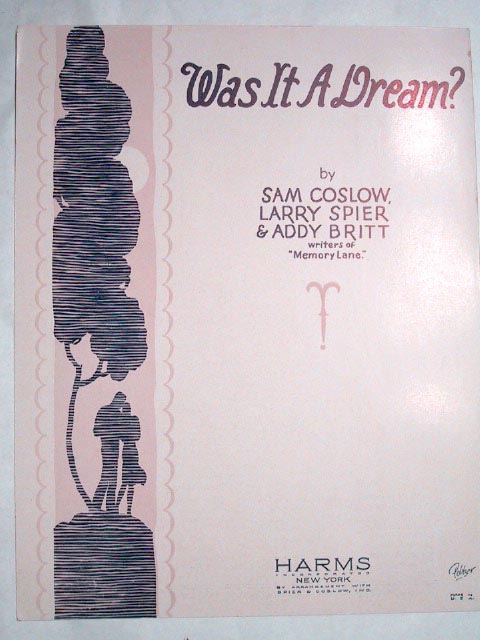 Was It A Dream?
by
SAM COSLOW,
LARRY SPIER
& ADDY BRITT
writers of
"Memory Lane."
HARMS
INCORPORATED
NEW YORK
BY ARRANGEMENT WITH
SPIER & COSLOW, INC.